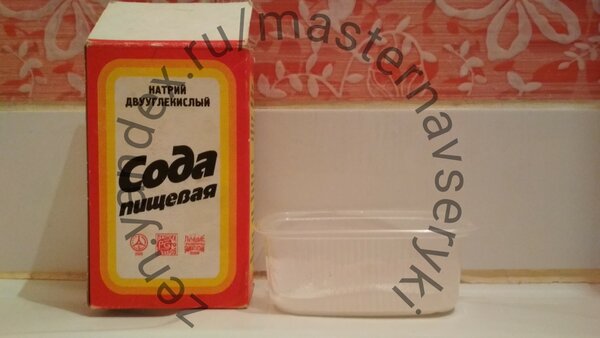 НАТРИЙ
ДВУУГЛЕКИСЛЫЙ
Сода
пищевая
zen.yandex.ru/masternavseryki